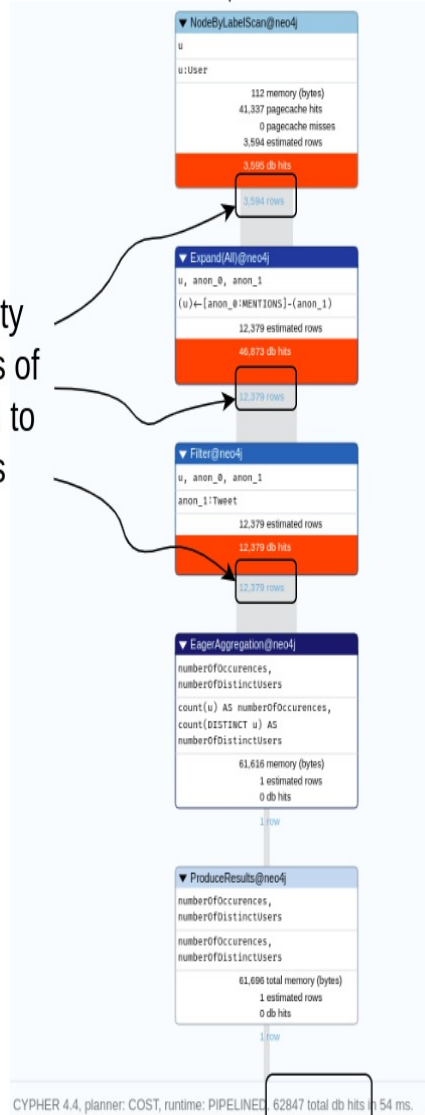 ▼ NodeByLabelScan@neo4j
u
u:User
112 memory (bytes)
41,337 pagecache hits
0 pagecache misses
3,594 estimated rows
3,595 db hits
3,594 rows
▼ Expand(All)@neo4j
u, anon_0, anon_1
(u)←[anon_0:MENTIONS]-(anon_1)
12,379 estimated rows
46,873 db hits
12,379 rows
ty
s of
to
s
▼ Filter@neo4j
u, anon_0, anon_1
anon_1:Tweet
12,379 estimated rows
12,379 db hits
12,379 rows
▼ EagerAggregation@neo4j
numberOfOccurences,
numberOfDistinctUsers
count(u) AS numberOfOccurences,
count(DISTINCT u) AS
numberOfDistinctUsers
61,616 memory (bytes)
1 estimated rows
0 db hits
1 row
▼ ProduceResults@neo4j
numberOfOccurences,
numberOfDistinctUsers
numberOfOccurences,
numberOfDistinctUsers
61,696 total memory (bytes)
1 estimated rows
0 db hits
1 row
CYPHER 4.4, planner: COST, runtime: PIPELINED. 62847 total db hits in 54 ms.